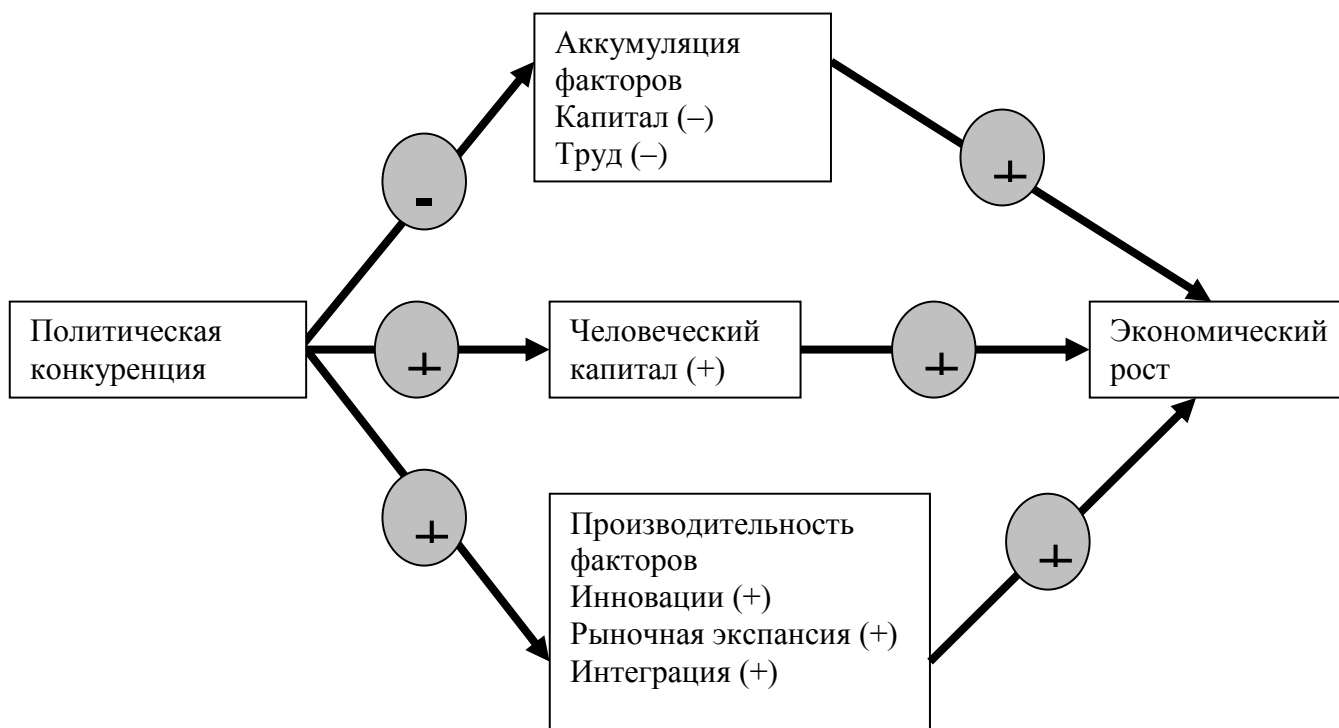 Аккумуляция
факторов
Капитал (–)
Труд (–)
+
-
Политическая
конкуренция
+
Человеческий
капитал (+)
+
Экономический
рост
+
Производительность
факторов
Инновации (+)
Рыночная экспансия (+)
Интеграция (+)
+